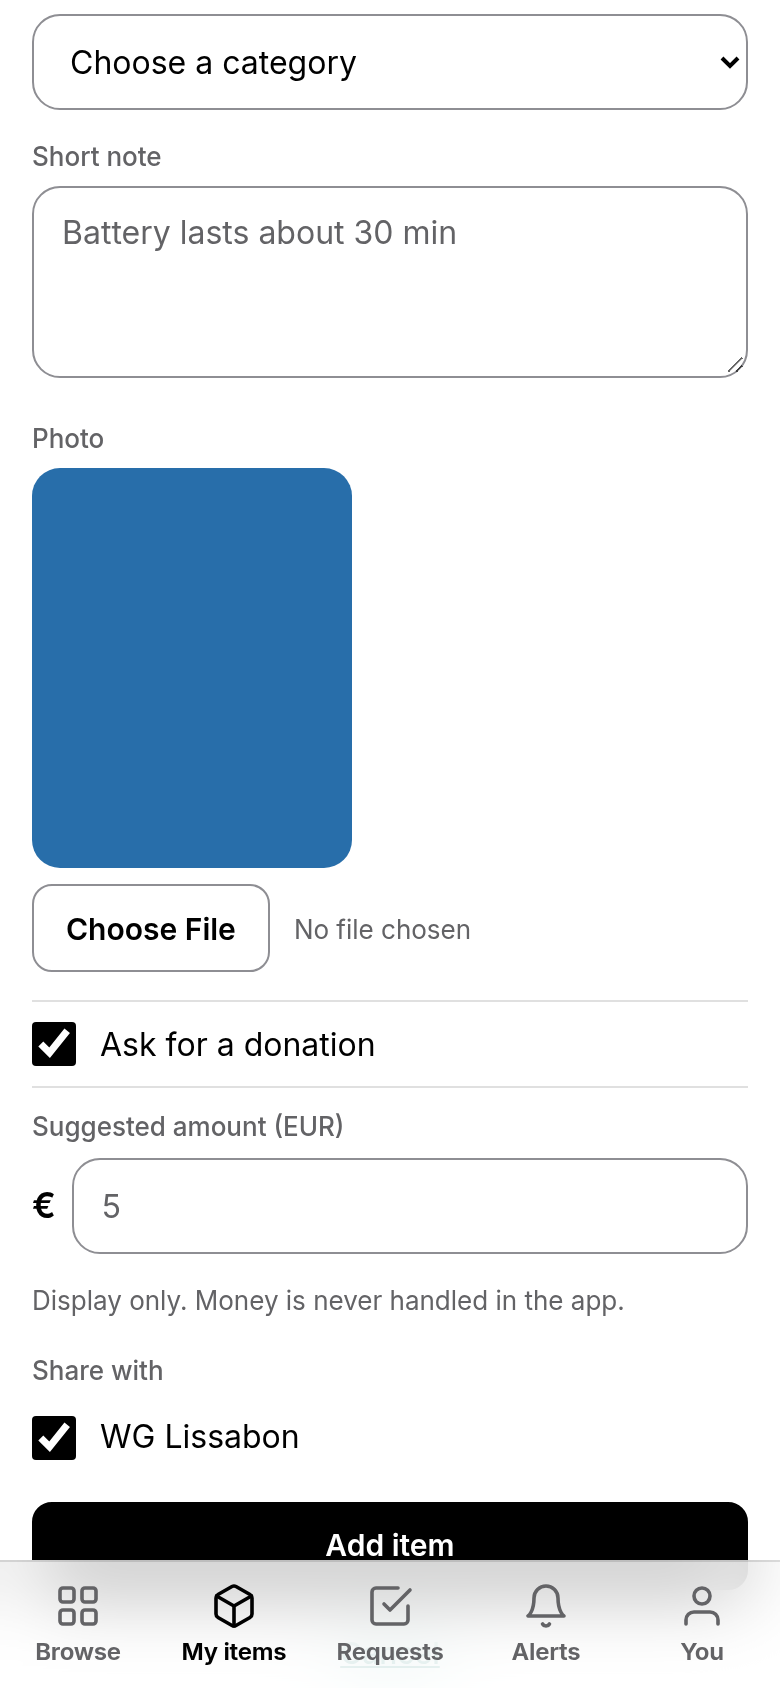 Choose a category
Short note
Battery lasts about 30 min
Photo
Choose File No file chosen
Ask for a donation
Suggested amount (EUR)
€ 5
Display only. Money is never handled in the app.
Share with
WG Lissabon
Add item
Browse My items Requests Alerts You